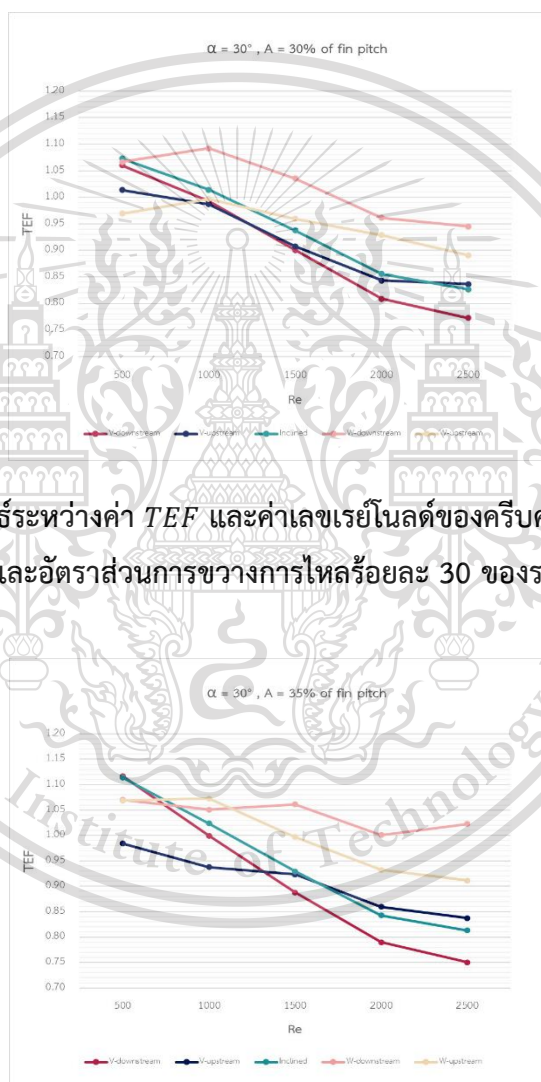 α = 30° , A = 30% of fin pitch
1.20
1.15
1.10
1.05
1.00
0.95
0.90
0.85
0.80
0.75
0.70
TEF
500 1000 1500 2000 2500
Re
V-downstream V-upstream Inclined W-downstream W-upstream
ธ์ระหว่างค่า TEF และค่าเลขเรย์โนลด์ของครีบค
และอัตราส่วนการขวางการไหลร้อยละ 30 ของร
α = 30° , A = 35% of fin pitch
1.20
1.15
1.10
1.05
1.00
0.95
0.90
0.85
0.80
0.75
0.70
TEF
500 1000 1500 2000 2500
Re
V-downstream V-upstream Inclined W-downstream W-upstream
Institute of Technology